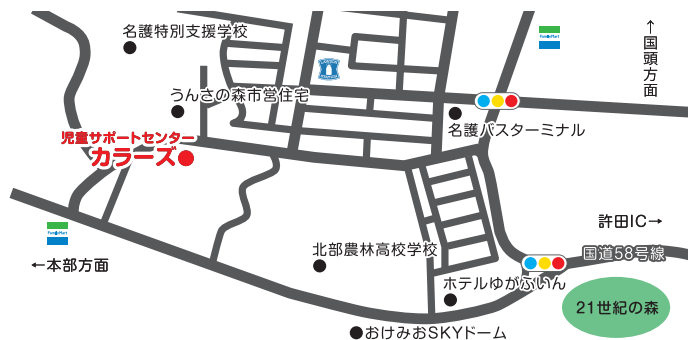 名護特別支援学校
FamilyMart
↑国頭方面
うんさの森市営住宅
名護バスターミナル
児童サポートセンター
カラーズ
許田IC→
FamilyMart
←本部方面
北部農林高校学校
国道58号線
ホテルゆがふいん
21世紀の森
おけみおSKYドーム